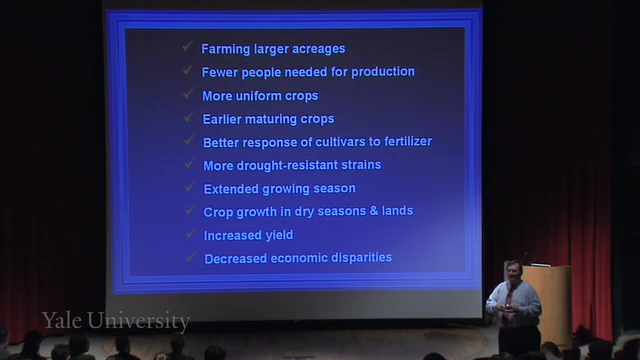 Farming larger acreages
Fewer people needed for production
More uniform crops
Earlier maturing crops
Better response of cultivars to fertilizer
More drought-resistant strains
Extended growing season
Crop growth in dry seasons & lands
Increased yield
Decreased economic disparities
Yale University